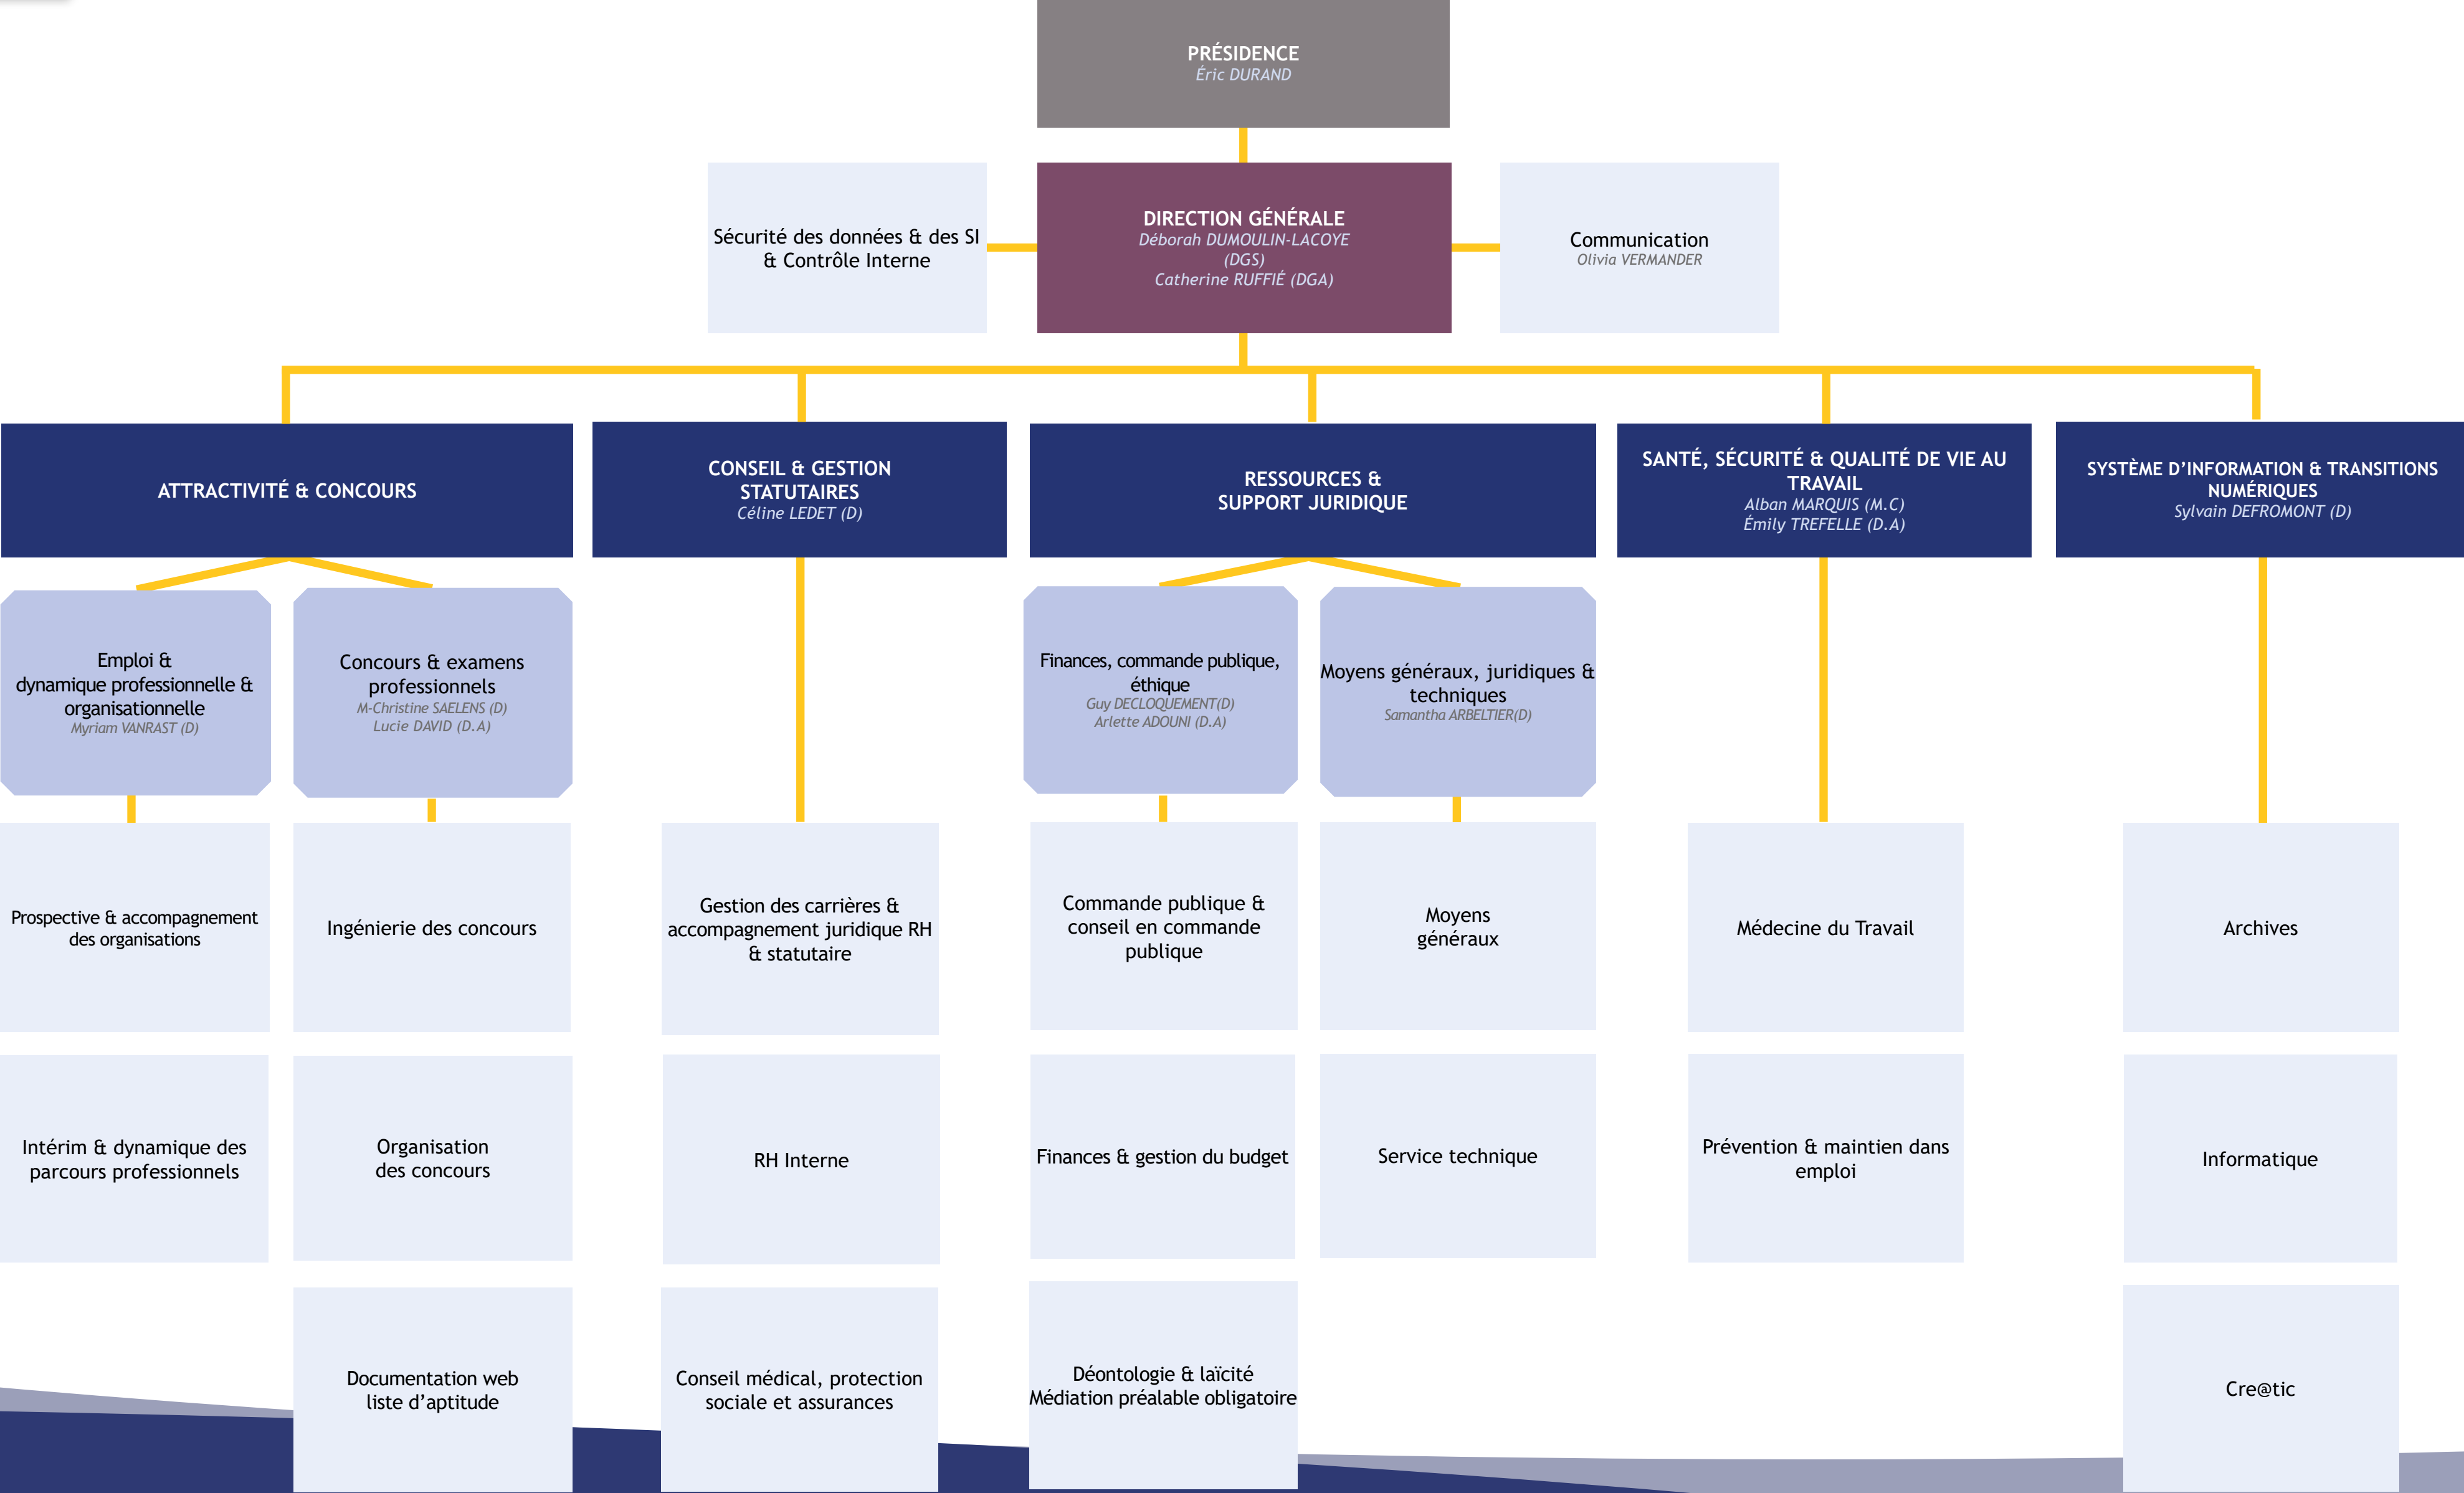 PRÉSIDENCE
Éric DURAND
Sécurité des données & des SI
& Contrôle Interne
DIRECTION GÉNÉRALE
Déborah DUMOULIN-LACOYE
(DGS)
Catherine RUFFIÉ (DGA)
Communication
Olivia VERMANDER
ATTRACTIVITÉ & CONCOURS
CONSEIL & GESTION
STATUTAIRES
Céline LEDET (D)
RESSOURCES &
SUPPORT JURIDIQUE
SANTÉ, SÉCURITÉ & QUALITÉ DE VIE AU
TRAVAIL
Alban MARQUIS (M.C)
Émily TREFELLE (D.A)
SYSTÈME D’INFORMATION & TRANSITIONS
NUMÉRIQUES
Sylvain DEFROMONT (D)
Emploi &
dynamique professionnelle &
organisationnelle
Myriam VANRAST (D)
Concours & examens
professionnels
M-Christine SAELENS (D)
Lucie DAVID (D.A)
Finances, commande publique,
éthique
Guy DECLOQUEMENT(D)
Arlette ADOUNI (D.A)
Moyens généraux, juridiques &
techniques
Samantha ARBELTIER(D)
Prospective & accompagnement
des organisations
Ingénierie des concours
Gestion des carrières &
accompagnement juridique RH
& statutaire
Commande publique &
conseil en commande
publique
Moyens
généraux
Médecine du Travail
Archives
Intérim & dynamique des
parcours professionnels
Organisation
des concours
RH Interne
Finances & gestion du budget
Service technique
Prévention & maintien dans
emploi
Informatique
Documentation web
liste d’aptitude
Conseil médical, protection
sociale et assurances
Déontologie & laïcité
Médiation préalable obligatoire
Cre@tic